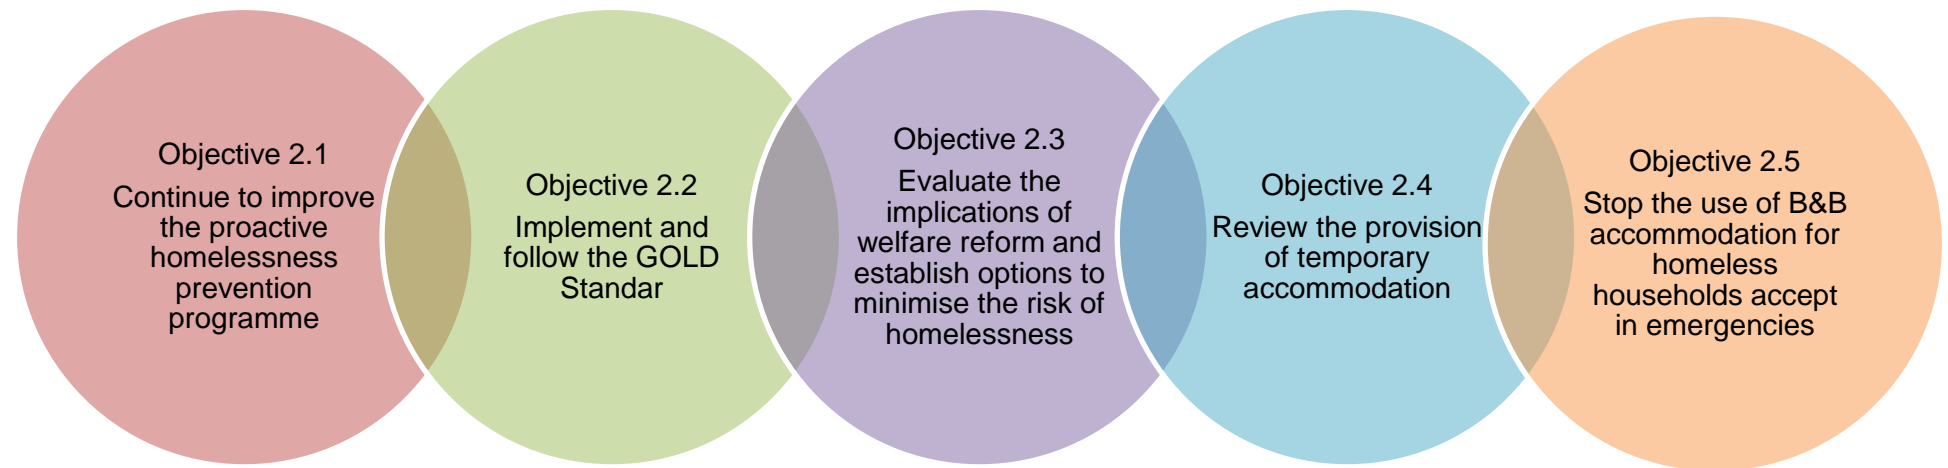 Objective 2.1
Continue to improve
the proactive
homelessness
prevention
programme
Objective 2.2
Implement and
follow the GOLD
Standar
Objective 2.3
Evaluate the
implications of
welfare reform and
establish options to
minimise the risk of
homelessness
Objective 2.4
Review the provision
of temporary
accommodation
Objective 2.5
Stop the use of B&B
accommodation for
homeless
households accept
in emergencies